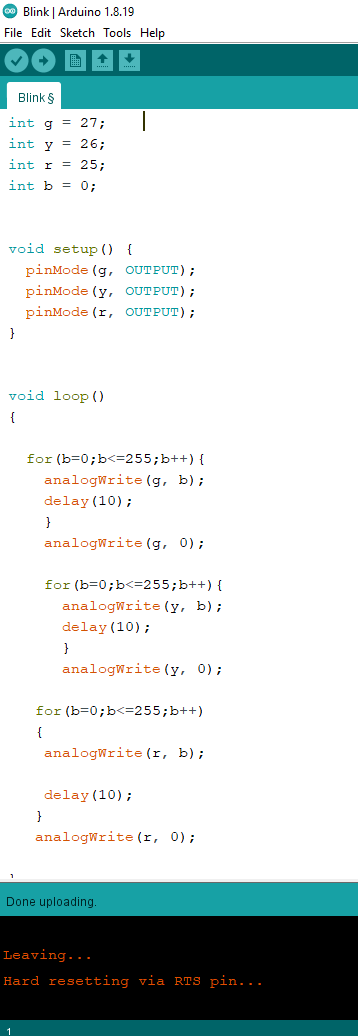 Blink | Arduino 1.8.19
File Edit Sketch Tools Help
Blink §
int g = 27;
int y = 26;
int r = 25;
int b = 0;
void setup() {
pinMode(g, OUTPUT);
pinMode(y, OUTPUT);
pinMode(r, OUTPUT);
}
void loop()
{
for(b=0;b<=255;b++){
analogWrite(g, b);
delay(10);
}
analogWrite(g, 0);
for(b=0;b<=255;b++){
analogWrite(y, b);
delay(10);
}
analogWrite(y, 0);
for(b=0;b<=255;b++)
{
analogWrite(r, b);
delay(10);
}
analogWrite(r, 0);
Done uploading.
Leaving...
Hard resetting via RTS pin...
1